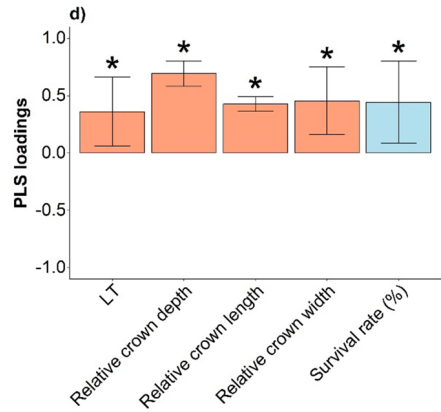 d)
1.0
0.5
0.0
-0.5
-1.0
PLS loadings
* * * * *
LT
Relative crown depth
Relative crown length
Relative crown width
Survival rate (%)